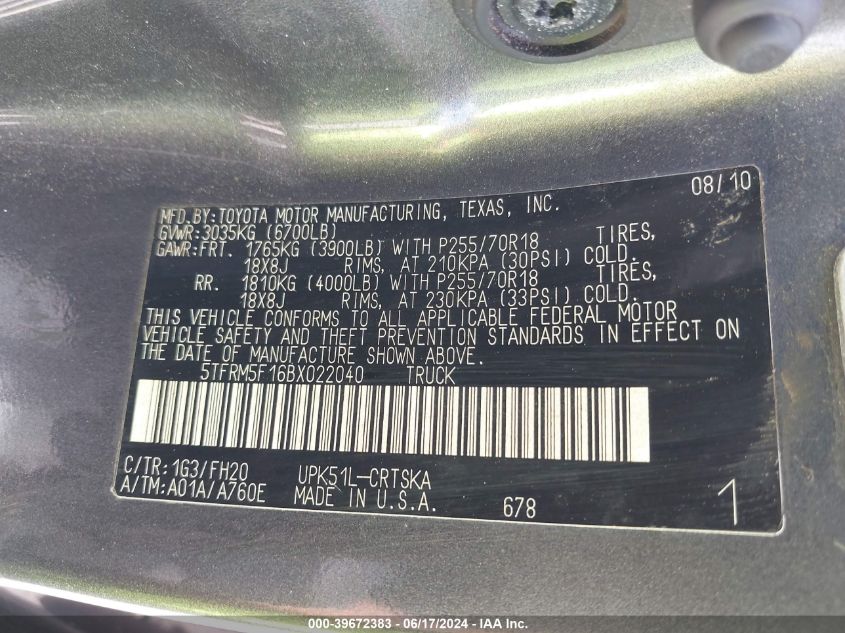 08/10
MFD.BY:TOYOTA MOTOR MANUFACTURING, TEXAS, INC.
GVWR:3035KG (6700LB)
GAWR:FRT. 1765KG (3900LB) WITH P255/70R18 TIRES,
18X8J RIMS, AT 210KPA (30PSI) COLD.
RR. 1810KG (4000LB) WITH P255/70R18 TIRES,
18X8J RIMS, AT 230KPA (33PSI) COLD.
THIS VEHICLE CONFORMS TO ALL APPLICABLE FEDERAL MOTOR
VEHICLE SAFETY AND THEFT PREVENTION STANDARDS IN EFFECT ON
THE DATE OF MANUFACTURE SHOWN ABOVE.
5TFRM5F16BX022040 TRUCK
C/TR:1G3/FH20 UPK51L-CRTSKA
A/TM:A01A/A760E MADE IN U.S.A. 678 1
000-39672383 - 06/17/2024 - IAA Inc.